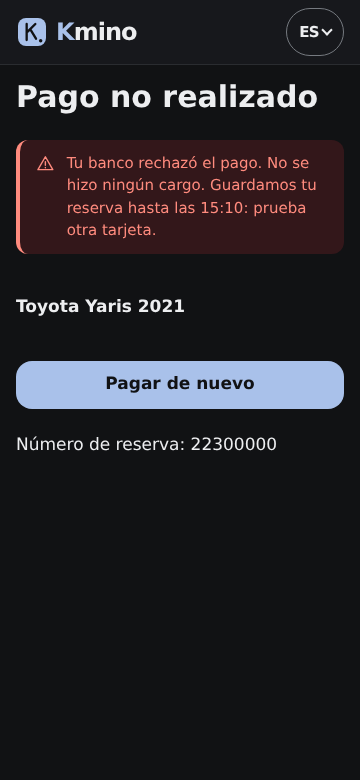 K. Kmino
ES
Pago no realizado
Tu banco rechazó el pago. No se
hizo ningún cargo. Guardamos tu
reserva hasta las 15:10: prueba
otra tarjeta.
Toyota Yaris 2021
Pagar de nuevo
Número de reserva: 22300000